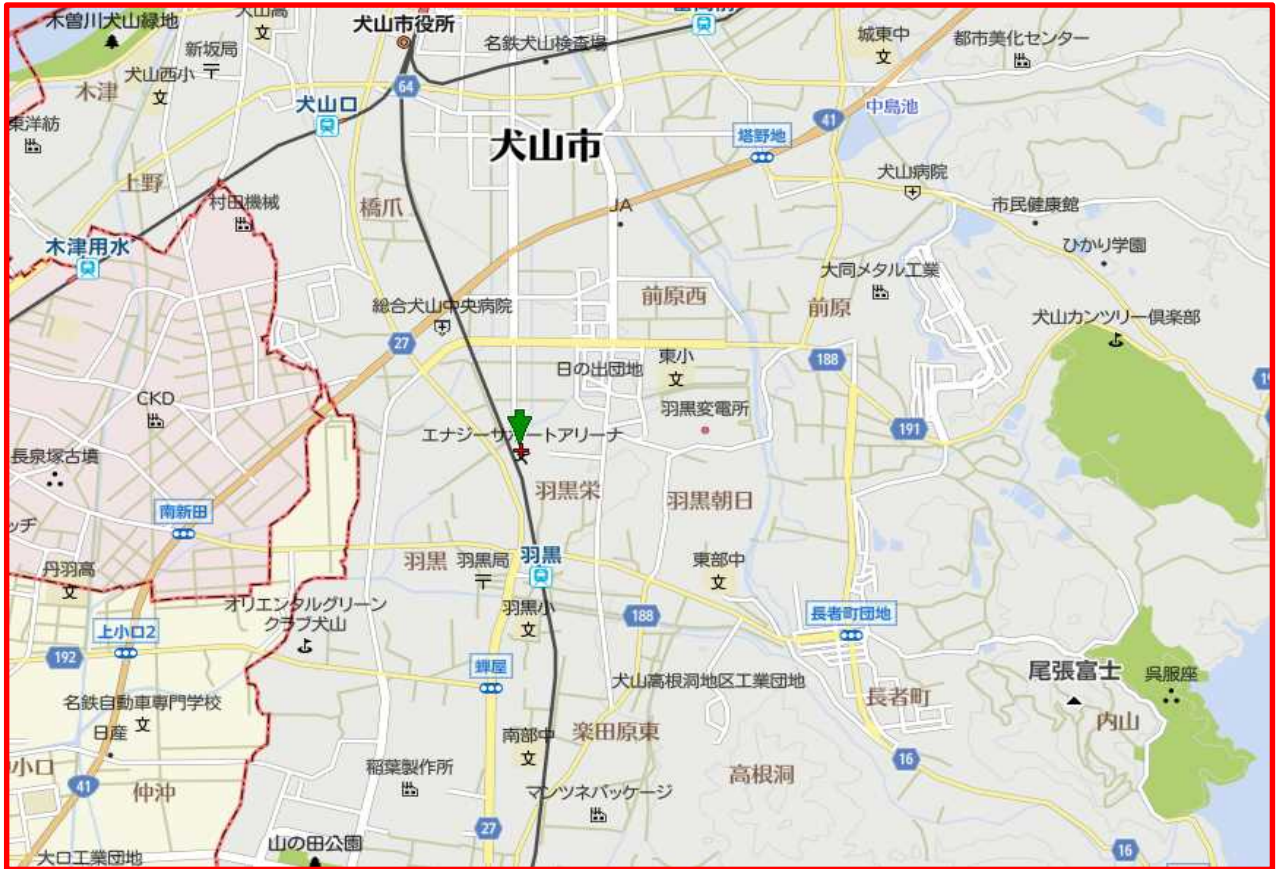 木曽川犬山緑地
犬山高
犬山市役所
富岡前
新坂局
名鉄犬山検査場
城東中
都市美化センター
犬山西小
木津
64
犬山口
41
中島池
東洋紡
犬山市
塔野地
犬山病院
上野
村田機械
橋爪
JA
市民健康館
木津用水
ひかり学園
大同メタル工業
前原西
前原
総合犬山中央病院
犬山カンツリー倶楽部
27
188
日の出団地
東小
CKD
羽黒変電所
191
エナジーサポートアリーナ
長泉塚古墳
羽黒栄
羽黒朝日
南新田
ッヂ
羽黒
羽黒局
羽黒
東部中
丹羽高
オリエンタルグリーン
クラブ犬山
羽黒小
188
長者町団地
上小口2
192
蝉屋
尾張富士
呉服座
犬山高根洞地区工業団地
長者町
名鉄自動車専門学校
内山
日産
南部中
楽田原東
小口
稲葉製作所
16
高根洞
41
仲沖
マンツネパッケージ
27
山の田公園
16
大口工業団地